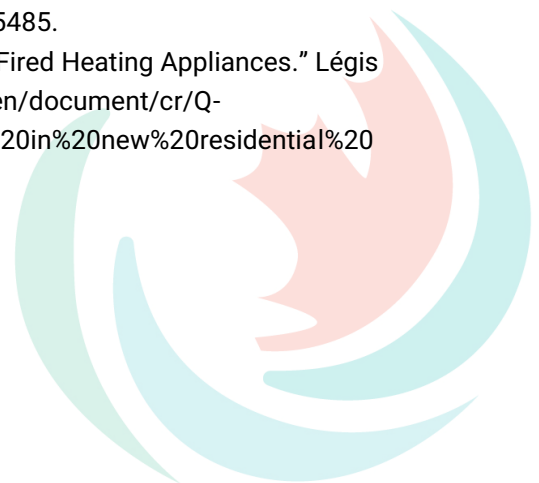 5485.
Fired Heating Appliances.” Légis
en/document/cr/Q-
20in%20new%20residential%20